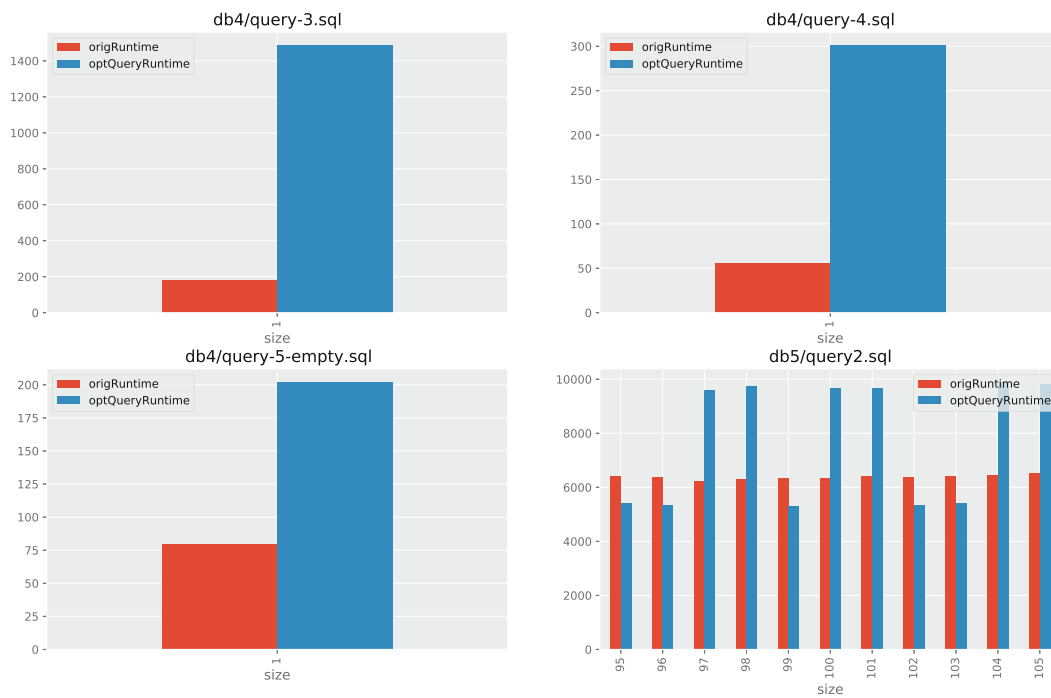 db4/query-3.sql
origRuntime
optQueryRuntime
1400
1200
1000
800
600
400
200
0
1
size
db4/query-4.sql
origRuntime
optQueryRuntime
300
250
200
150
100
50
0
1
size
db4/query-5-empty.sql
origRuntime
optQueryRuntime
200
175
150
125
100
75
50
25
0
1
size
db5/query2.sql
origRuntime
optQueryRuntime
10000
8000
6000
4000
2000
0
95
96
97
98
99
100
101
102
103
104
105
size